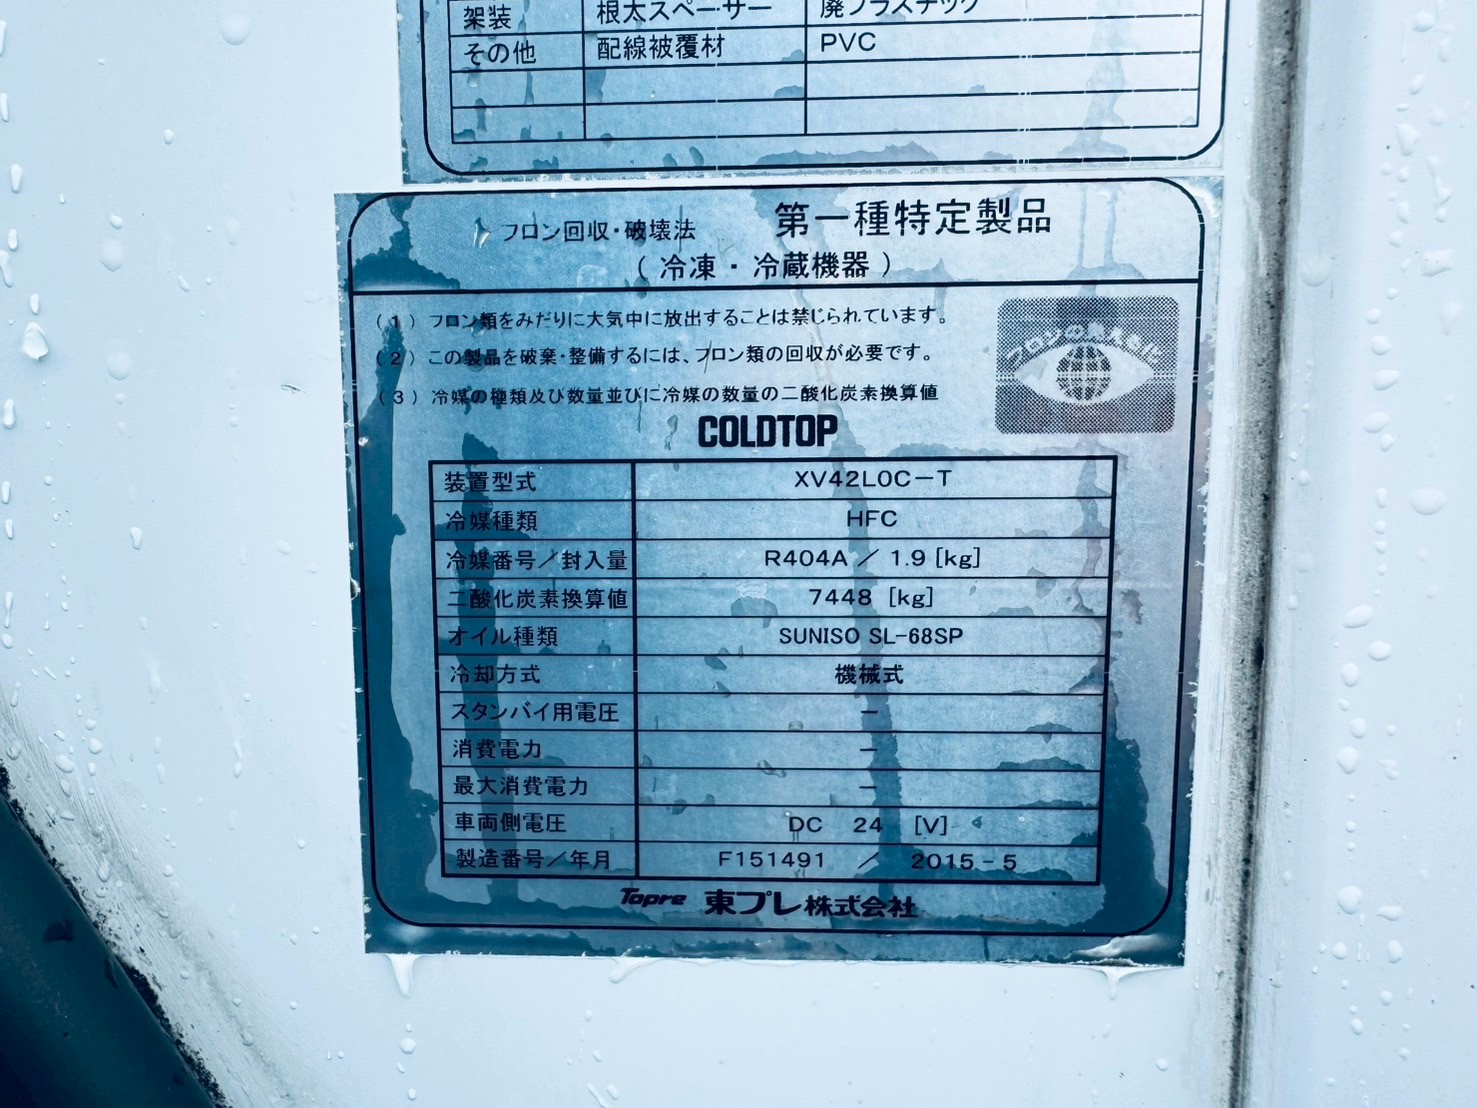 架装 根太スペーサー 廃プラスチック
その他 配線被覆材 PVC
フロン回収・破壊法 第一種特定製品
(冷凍・冷蔵機器)
(1) フロン類をみだりに大気中に放出することは禁じられています。
(2) この製品を破棄・整備するには、フロン類の回収が必要です。
(3) 冷媒の種類及び数量並びに冷媒の数量の二酸化炭素換算値
COLDTOP
装置型式 XV42L0C-T
冷媒種類 HFC
冷媒番号/封入量 R404A / 1.9 [kg]
二酸化炭素換算値 7448 [kg]
オイル種類 SUNISO SL-68SP
冷却方式 機械式
スタンバイ用電圧 -
消費電力 -
最大消費電力 -
車両側電圧 DC 24 [V]
製造番号/年月 F151491 / 2015-5
Topre 東プレ株式会社